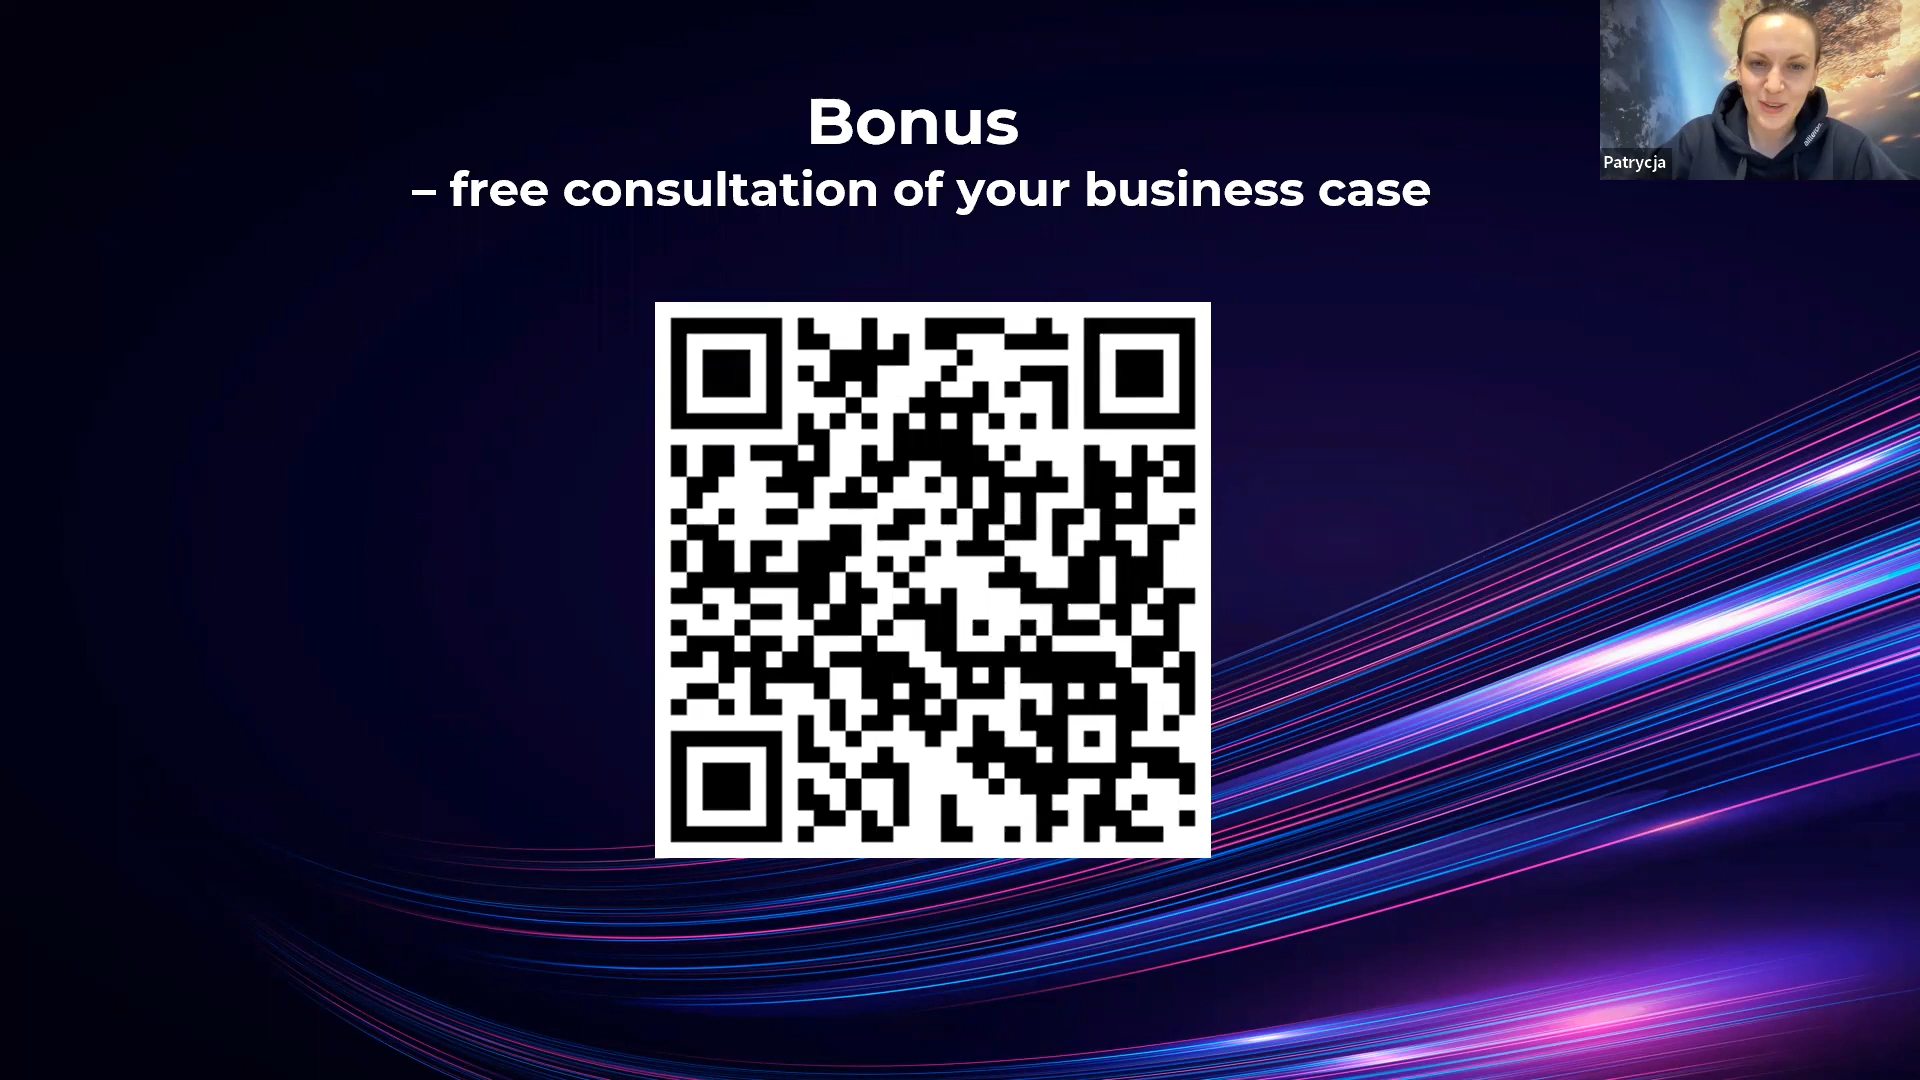 Bonus
– free consultation of your business case
Patrycja